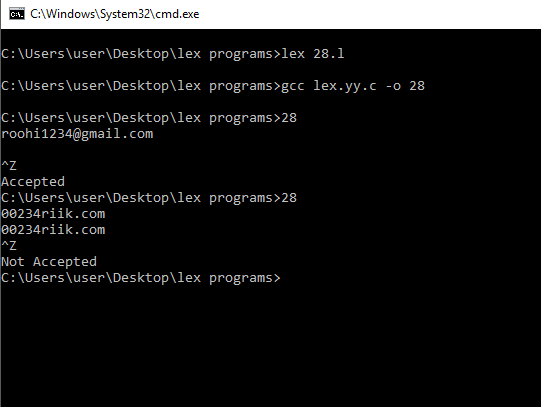 C:\Windows\System32\cmd.exe
C:\Users\user\Desktop\lex programs>lex 28.l
C:\Users\user\Desktop\lex programs>gcc lex.yy.c -o 28
C:\Users\user\Desktop\lex programs>28
roohi1234@gmail.com
^Z
Accepted
C:\Users\user\Desktop\lex programs>28
00234riik.com
00234riik.com
^Z
Not Accepted
C:\Users\user\Desktop\lex programs>